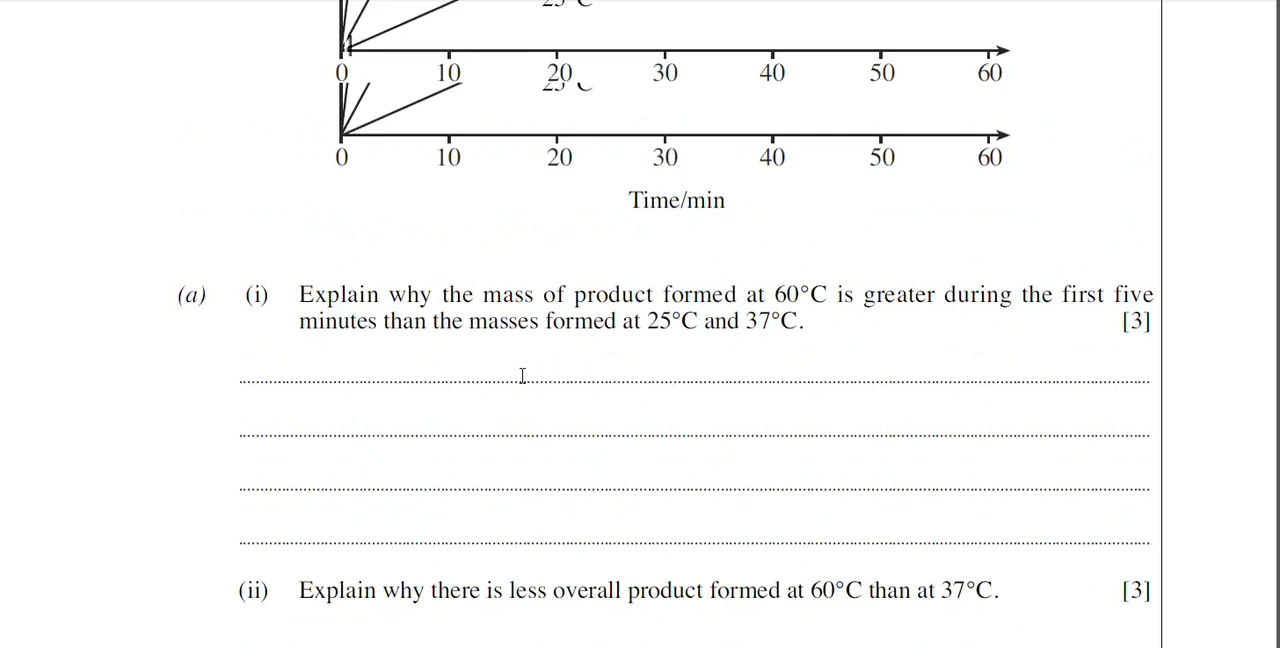 0 10 20 30 40 50 60
0 10 20 30 40 50 60
Time/min
(a) (i) Explain why the mass of product formed at 60°C is greater during the first five
minutes than the masses formed at 25°C and 37°C. [3]
(ii) Explain why there is less overall product formed at 60°C than at 37°C. [3]